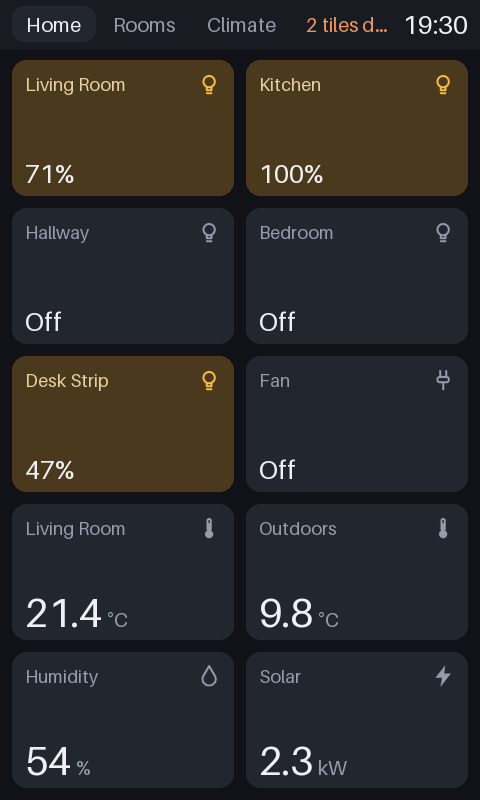 Home Rooms Climate 2 tiles d... 19:30
Living Room
71%
Kitchen
100%
Hallway
Off
Bedroom
Off
Desk Strip
47%
Fan
Off
Living Room
21.4 °C
Outdoors
9.8 °C
Humidity
54 %
Solar
2.3 kW